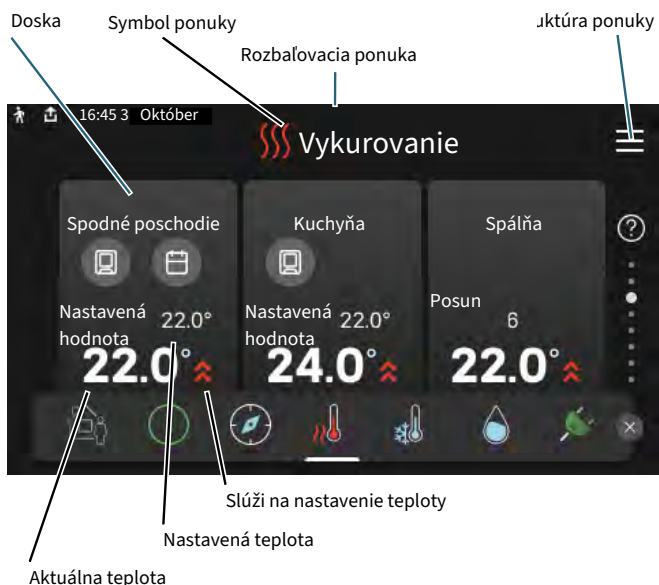 Doska
Symbol ponuky
uktúra ponuky
Rozbaľovacia ponuka
16:45 3 Október
Vykurovanie
Spodné poschodie
Kuchyňa
Spálňa
?
Nastavená
hodnota
22.0°
Nastavená
hodnota
22.0°
Posun
6
22.0°
24.0°
22.0°
Slúži na nastavenie teploty
Nastavená teplota
Aktuálna teplota